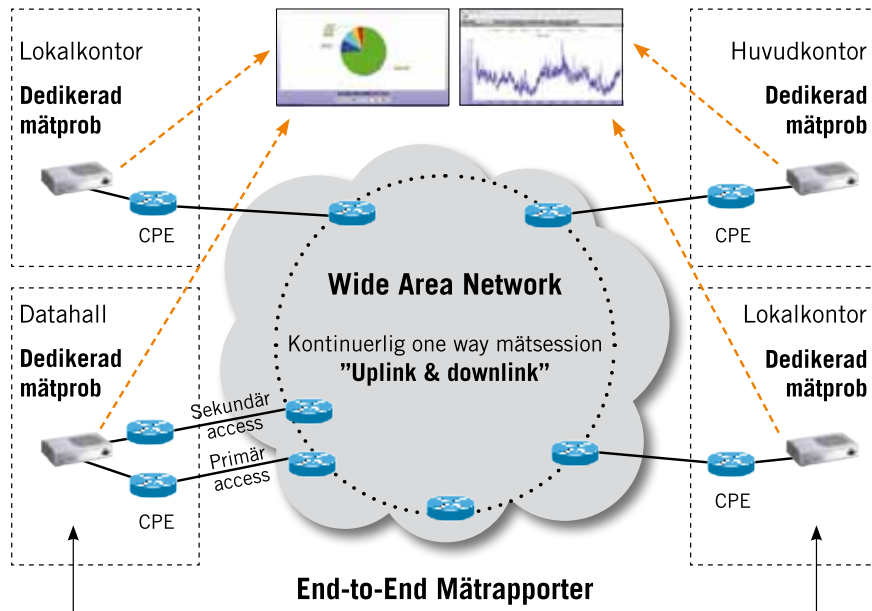 Lokalkontor
Dedikerad
mätprob
CPE
Huvudkontor
Dedikerad
mätprob
CPE
Wide Area Network
Kontinuerlig one way mätsession
”Uplink & downlink”
Datahall
Dedikerad
mätprob
Sekundär
access
Primär
access
CPE
Lokalkontor
Dedikerad
mätprob
CPE
End-to-End Mätrapporter